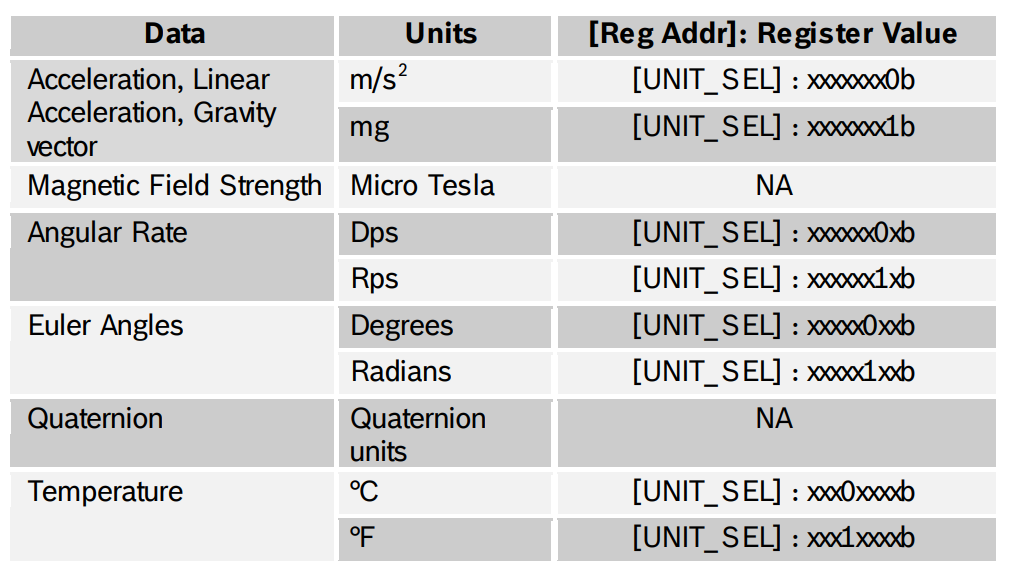 Data Units [Reg Addr]: Register Value
Acceleration, Linear
Acceleration, Gravity
vector
m/s² [UNIT_SEL] : xxxxxxx0b
mg [UNIT_SEL] : xxxxxxx1b
Magnetic Field Strength Micro Tesla NA
Angular Rate Dps [UNIT_SEL] : xxxxxx0xb
Rps [UNIT_SEL] : xxxxxx1xb
Euler Angles Degrees [UNIT_SEL] : xxxxx0xxb
Radians [UNIT_SEL] : xxxxx1xxb
Quaternion Quaternion
units
NA
Temperature °C [UNIT_SEL] : xxx0xxxxb
°F [UNIT_SEL] : xxx1xxxxb